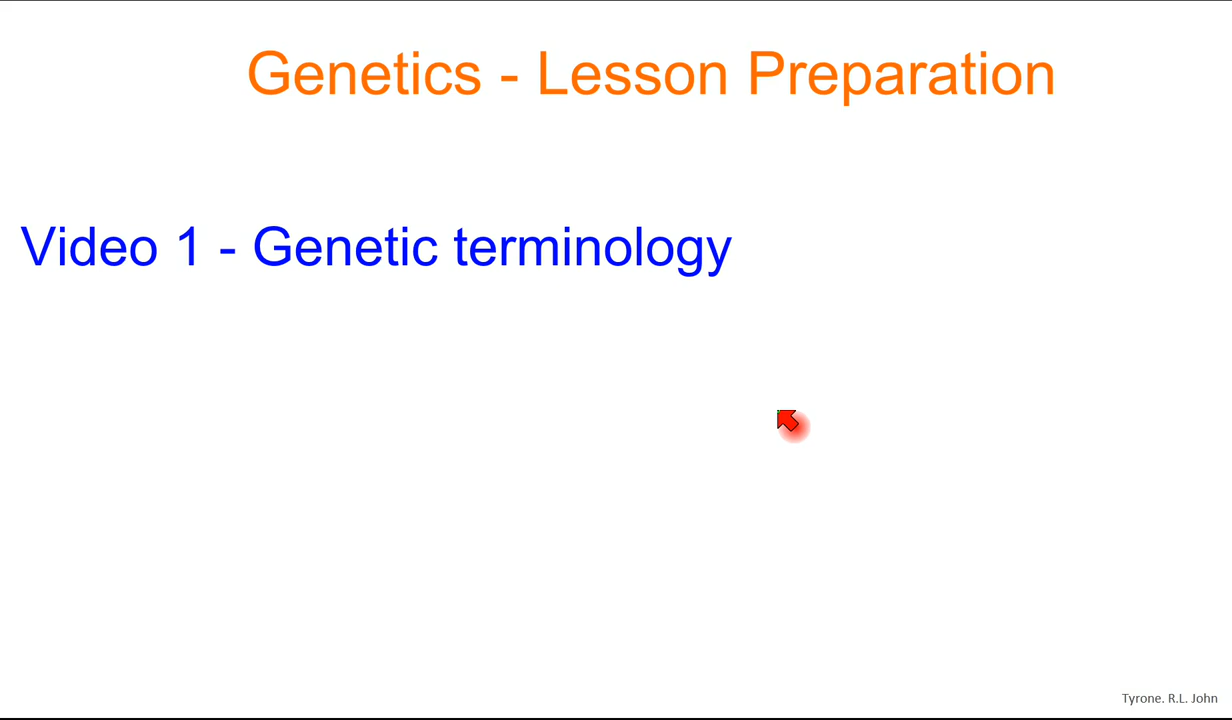 Genetics - Lesson Preparation
Video 1 - Genetic terminology
Tyrone. R.L. John